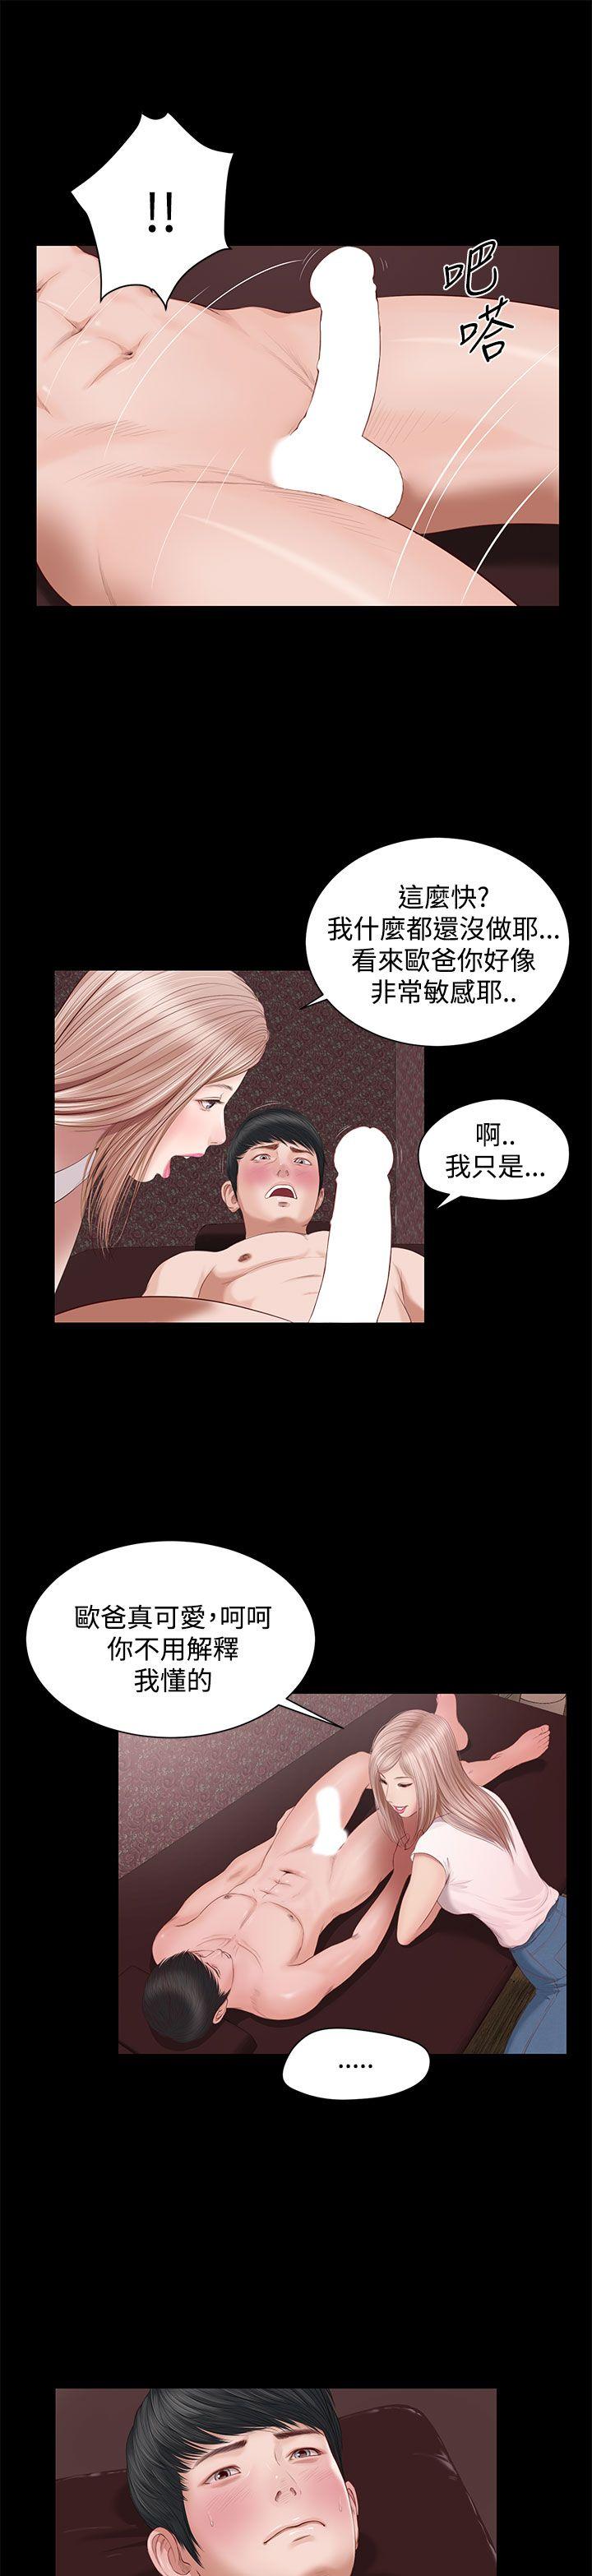 !!
吧
嗒
這麼快?
我什麼都還沒做耶...
看來歐爸你好像
非常敏感耶..
啊..
我只是...
歐爸真可愛,呵呵
你不用解釋
我懂的
.....